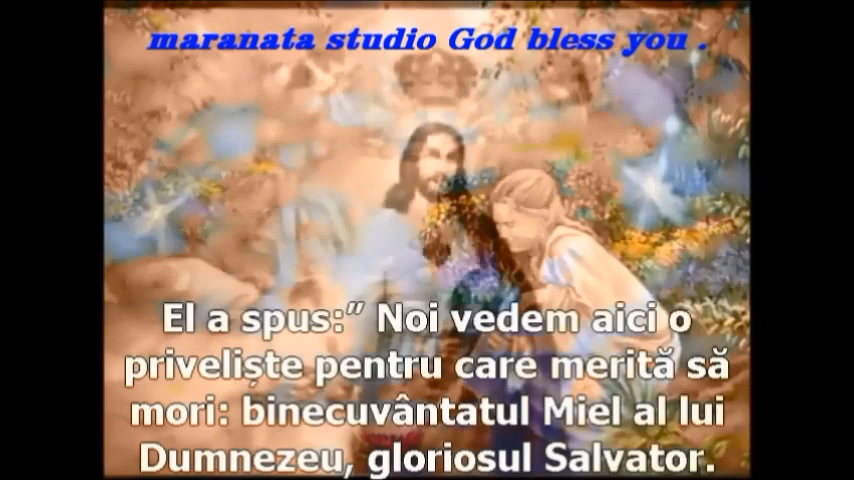 maranata studio God bless you .
El a spus:” Noi vedem aici o
priveliște pentru care merită să
mori: binecuvântatul Miel al lui
Dumnezeu, gloriosul Salvator.